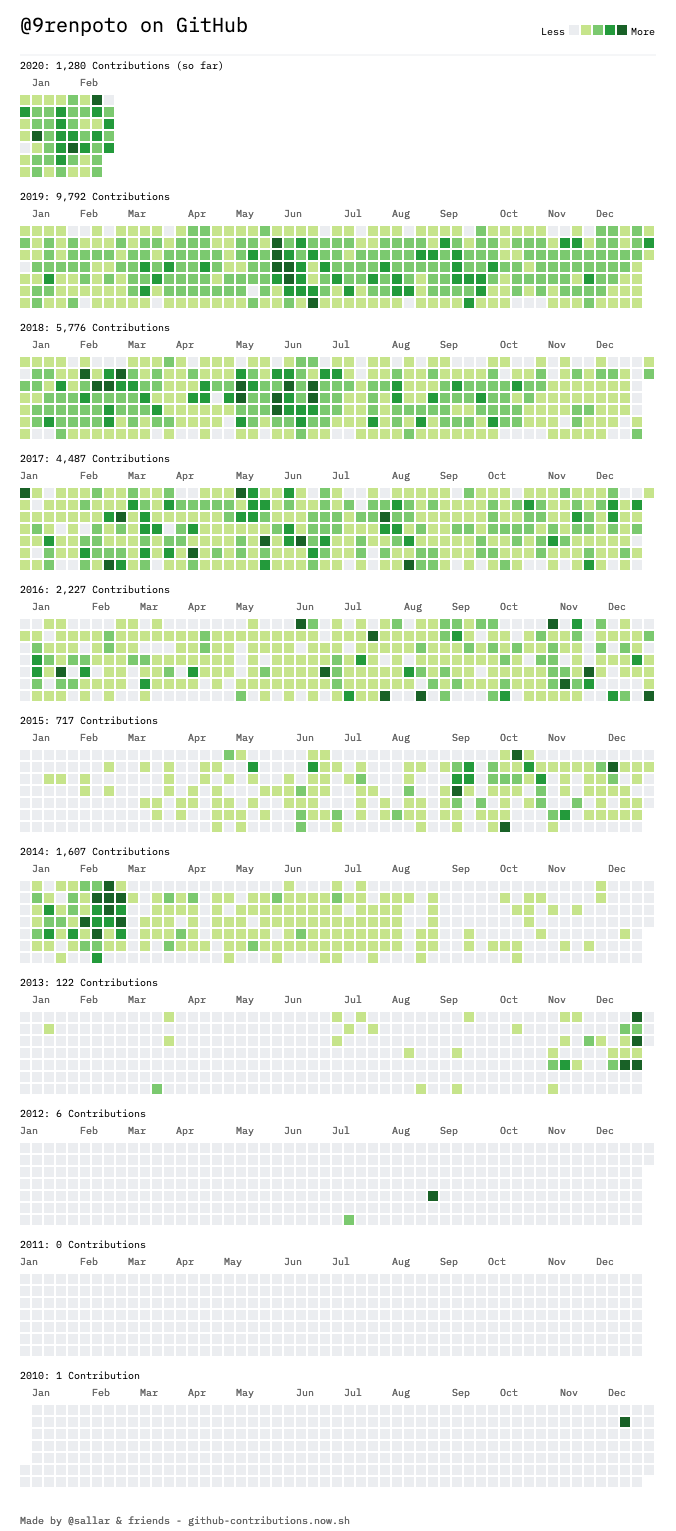 @9renpoto on GitHub
Less More
2020: 1,280 Contributions (so far)
Jan Feb
2019: 9,792 Contributions
Jan Feb Mar Apr May Jun Jul Aug Sep Oct Nov Dec
2018: 5,776 Contributions
Jan Feb Mar Apr May Jun Jul Aug Sep Oct Nov Dec
2017: 4,487 Contributions
Jan Feb Mar Apr May Jun Jul Aug Sep Oct Nov Dec
2016: 2,227 Contributions
Jan Feb Mar Apr May Jun Jul Aug Sep Oct Nov Dec
2015: 717 Contributions
Jan Feb Mar Apr May Jun Jul Aug Sep Oct Nov Dec
2014: 1,607 Contributions
Jan Feb Mar Apr May Jun Jul Aug Sep Oct Nov Dec
2013: 122 Contributions
Jan Feb Mar Apr May Jun Jul Aug Sep Oct Nov Dec
2012: 6 Contributions
Jan Feb Mar Apr May Jun Jul Aug Sep Oct Nov Dec
2011: 0 Contributions
Jan Feb Mar Apr May Jun Jul Aug Sep Oct Nov Dec
2010: 1 Contribution
Jan Feb Mar Apr May Jun Jul Aug Sep Oct Nov Dec
Made by @sallar & friends - github-contributions.now.sh